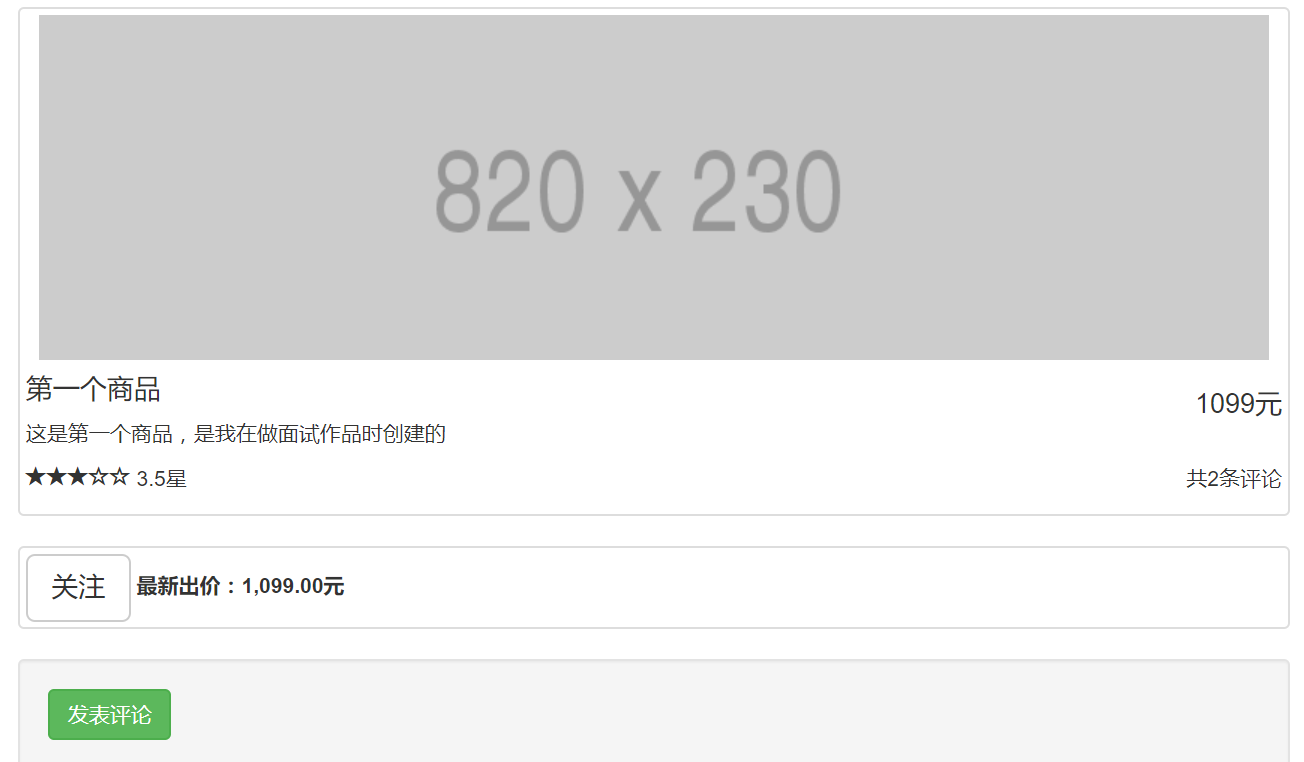 820 x 230
第一个商品
1099元
这是第一个商品，是我在做面试作品时创建的
★★★☆☆ 3.5星
共2条评论
关注
最新出价：1,099.00元
发表评论